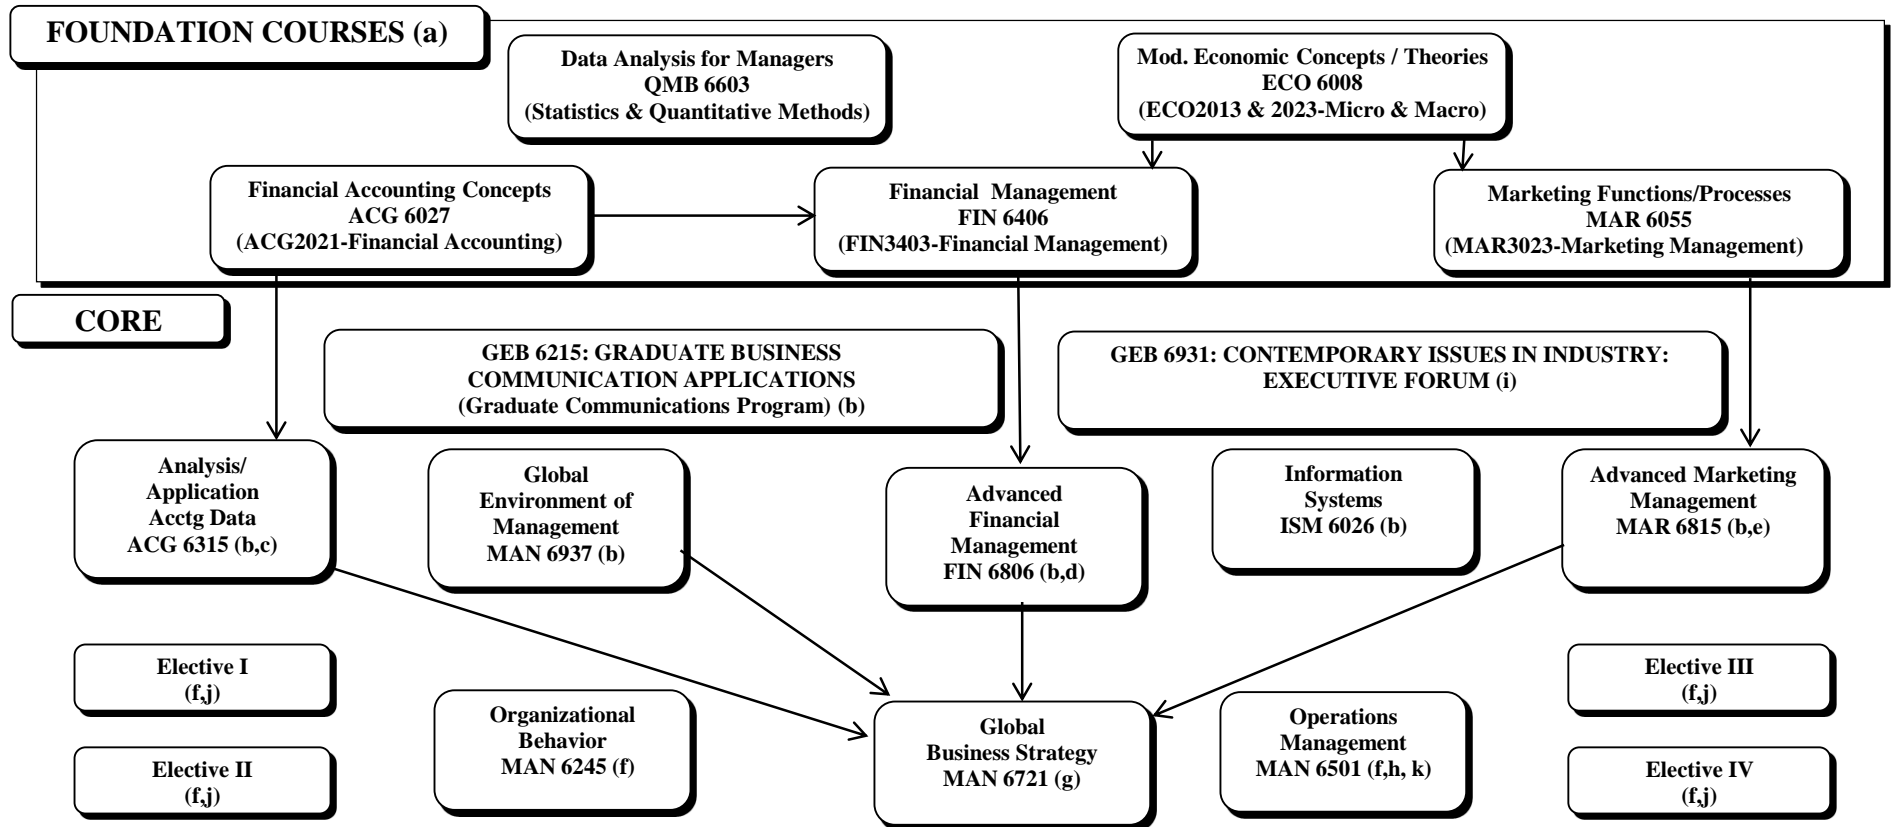 FOUNDATION COURSES (a)
Data Analysis for Managers
QMB 6603
(Statistics & Quantitative Methods)
Mod. Economic Concepts / Theories
ECO 6008
(ECO2013 & 2023-Micro & Macro)
Financial Accounting Concepts
ACG 6027
(ACG2021-Financial Accounting)
Financial Management
FIN 6406
(FIN3403-Financial Management)
Marketing Functions/Processes
MAR 6055
(MAR3023-Marketing Management)
CORE
GEB 6215: GRADUATE BUSINESS
COMMUNICATION APPLICATIONS
(Graduate Communications Program) (b)
GEB 6931: CONTEMPORARY ISSUES IN INDUSTRY:
EXECUTIVE FORUM (i)
Analysis/
Application
Acctg Data
ACG 6315 (b,c)
Global
Environment of
Management
MAN 6937 (b)
Advanced
Financial
Management
FIN 6806 (b,d)
Information
Systems
ISM 6026 (b)
Advanced Marketing
Management
MAR 6815 (b,e)
Elective I
(f,j)
Elective II
(f,j)
Organizational
Behavior
MAN 6245 (f)
Global
Business Strategy
MAN 6721 (g)
Operations
Management
MAN 6501 (f,h, k)
Elective III
(f,j)
Elective IV
(f,j)